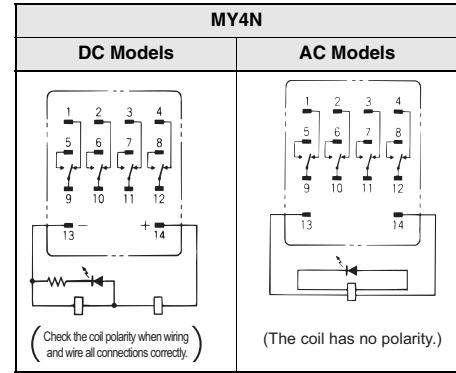 MY4N
DC Models AC Models
1 2 3 4 1 2 3 4
5 6 7 8 5 6 7 8
9 10 11 12 9 10 11 12
13 − + 14 13 14
(Check the coil polarity when wiring
and wire all connections correctly.)
(The coil has no polarity.)